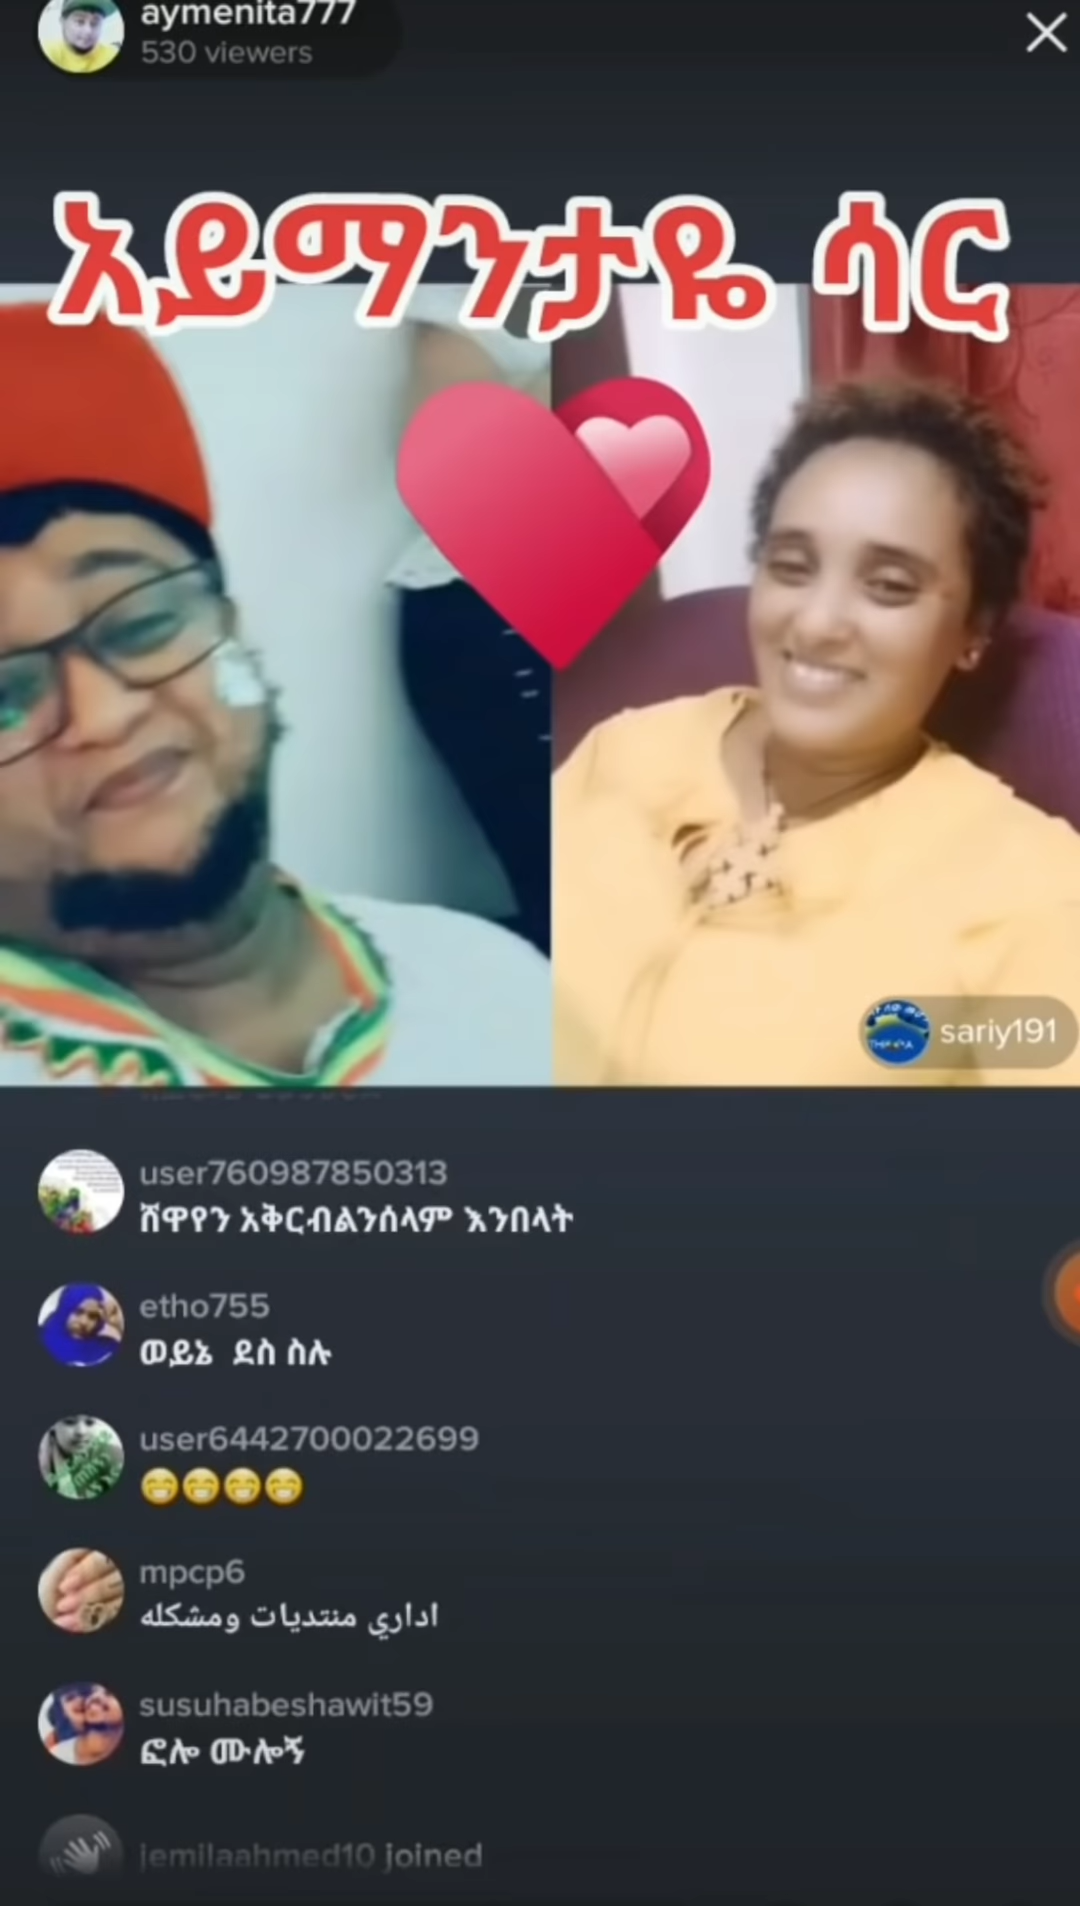 aymenita777
530 viewers
አይማንታዬ ሳር
sariy191
user760987850313
ሸዋየን አቅርብልንሰላም እንበላት
etho755
ወይኔ ደስ ስሉ
user6442700022699
😁😁😁😁
mpcp6
اداري منتديات ومشكله
susuhabeshawit59
ፎሎ ሙሎኝ
jemilaahmed10 joined